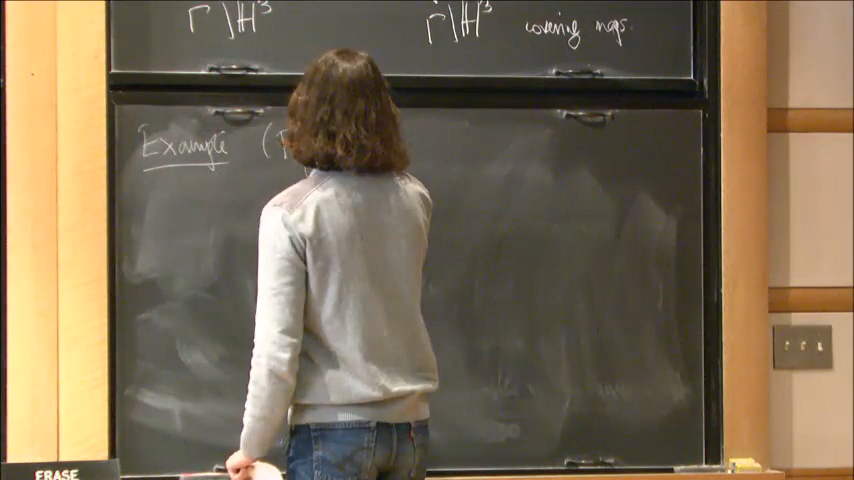 Γ\ℍ³ Γ\ℍ³ covering maps.
Example (
ERASE